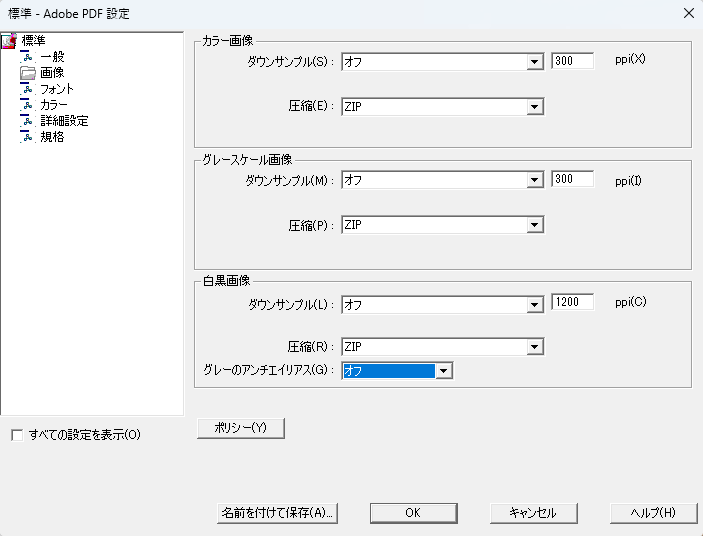 標準 - Adobe PDF 設定
標準
一般
画像
フォント
カラー
詳細設定
規格
すべての設定を表示(O)
カラー画像
ダウンサンプル(S) : オフ 300 ppi(X)
圧縮(E) : ZIP
グレースケール画像
ダウンサンプル(M) : オフ 300 ppi(I)
圧縮(P) : ZIP
白黒画像
ダウンサンプル(L) : オフ 1200 ppi(C)
圧縮(R) : ZIP
グレーのアンチエイリアス(G) : オフ
ポリシー(Y)
名前を付けて保存(A)... OK キャンセル ヘルプ(H)